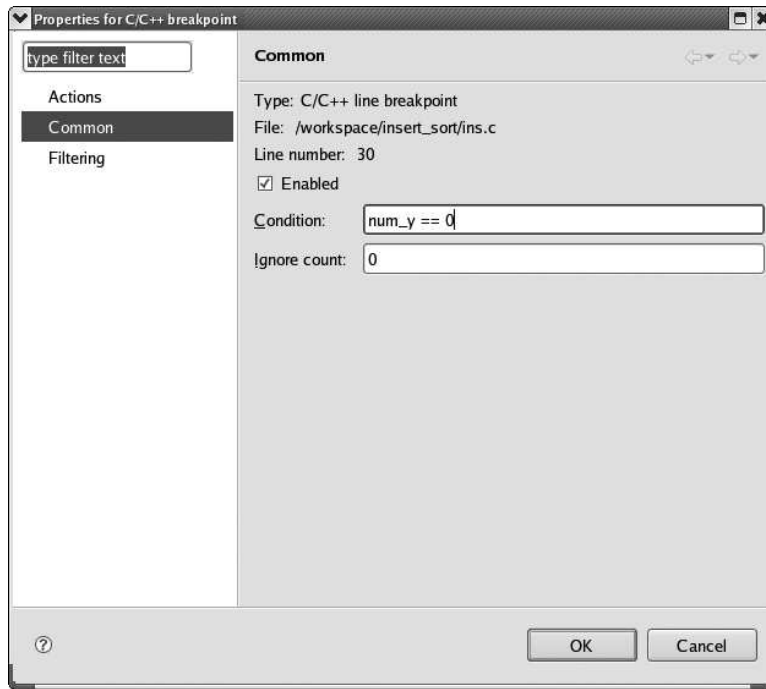 Properties for C/C++ breakpoint
type filter text
Actions
Common
Filtering
Common
Type: C/C++ line breakpoint
File: /workspace/insert_sort/ins.c
Line number: 30
Enabled
Condition: num_y == 0
Ignore count: 0
OK Cancel